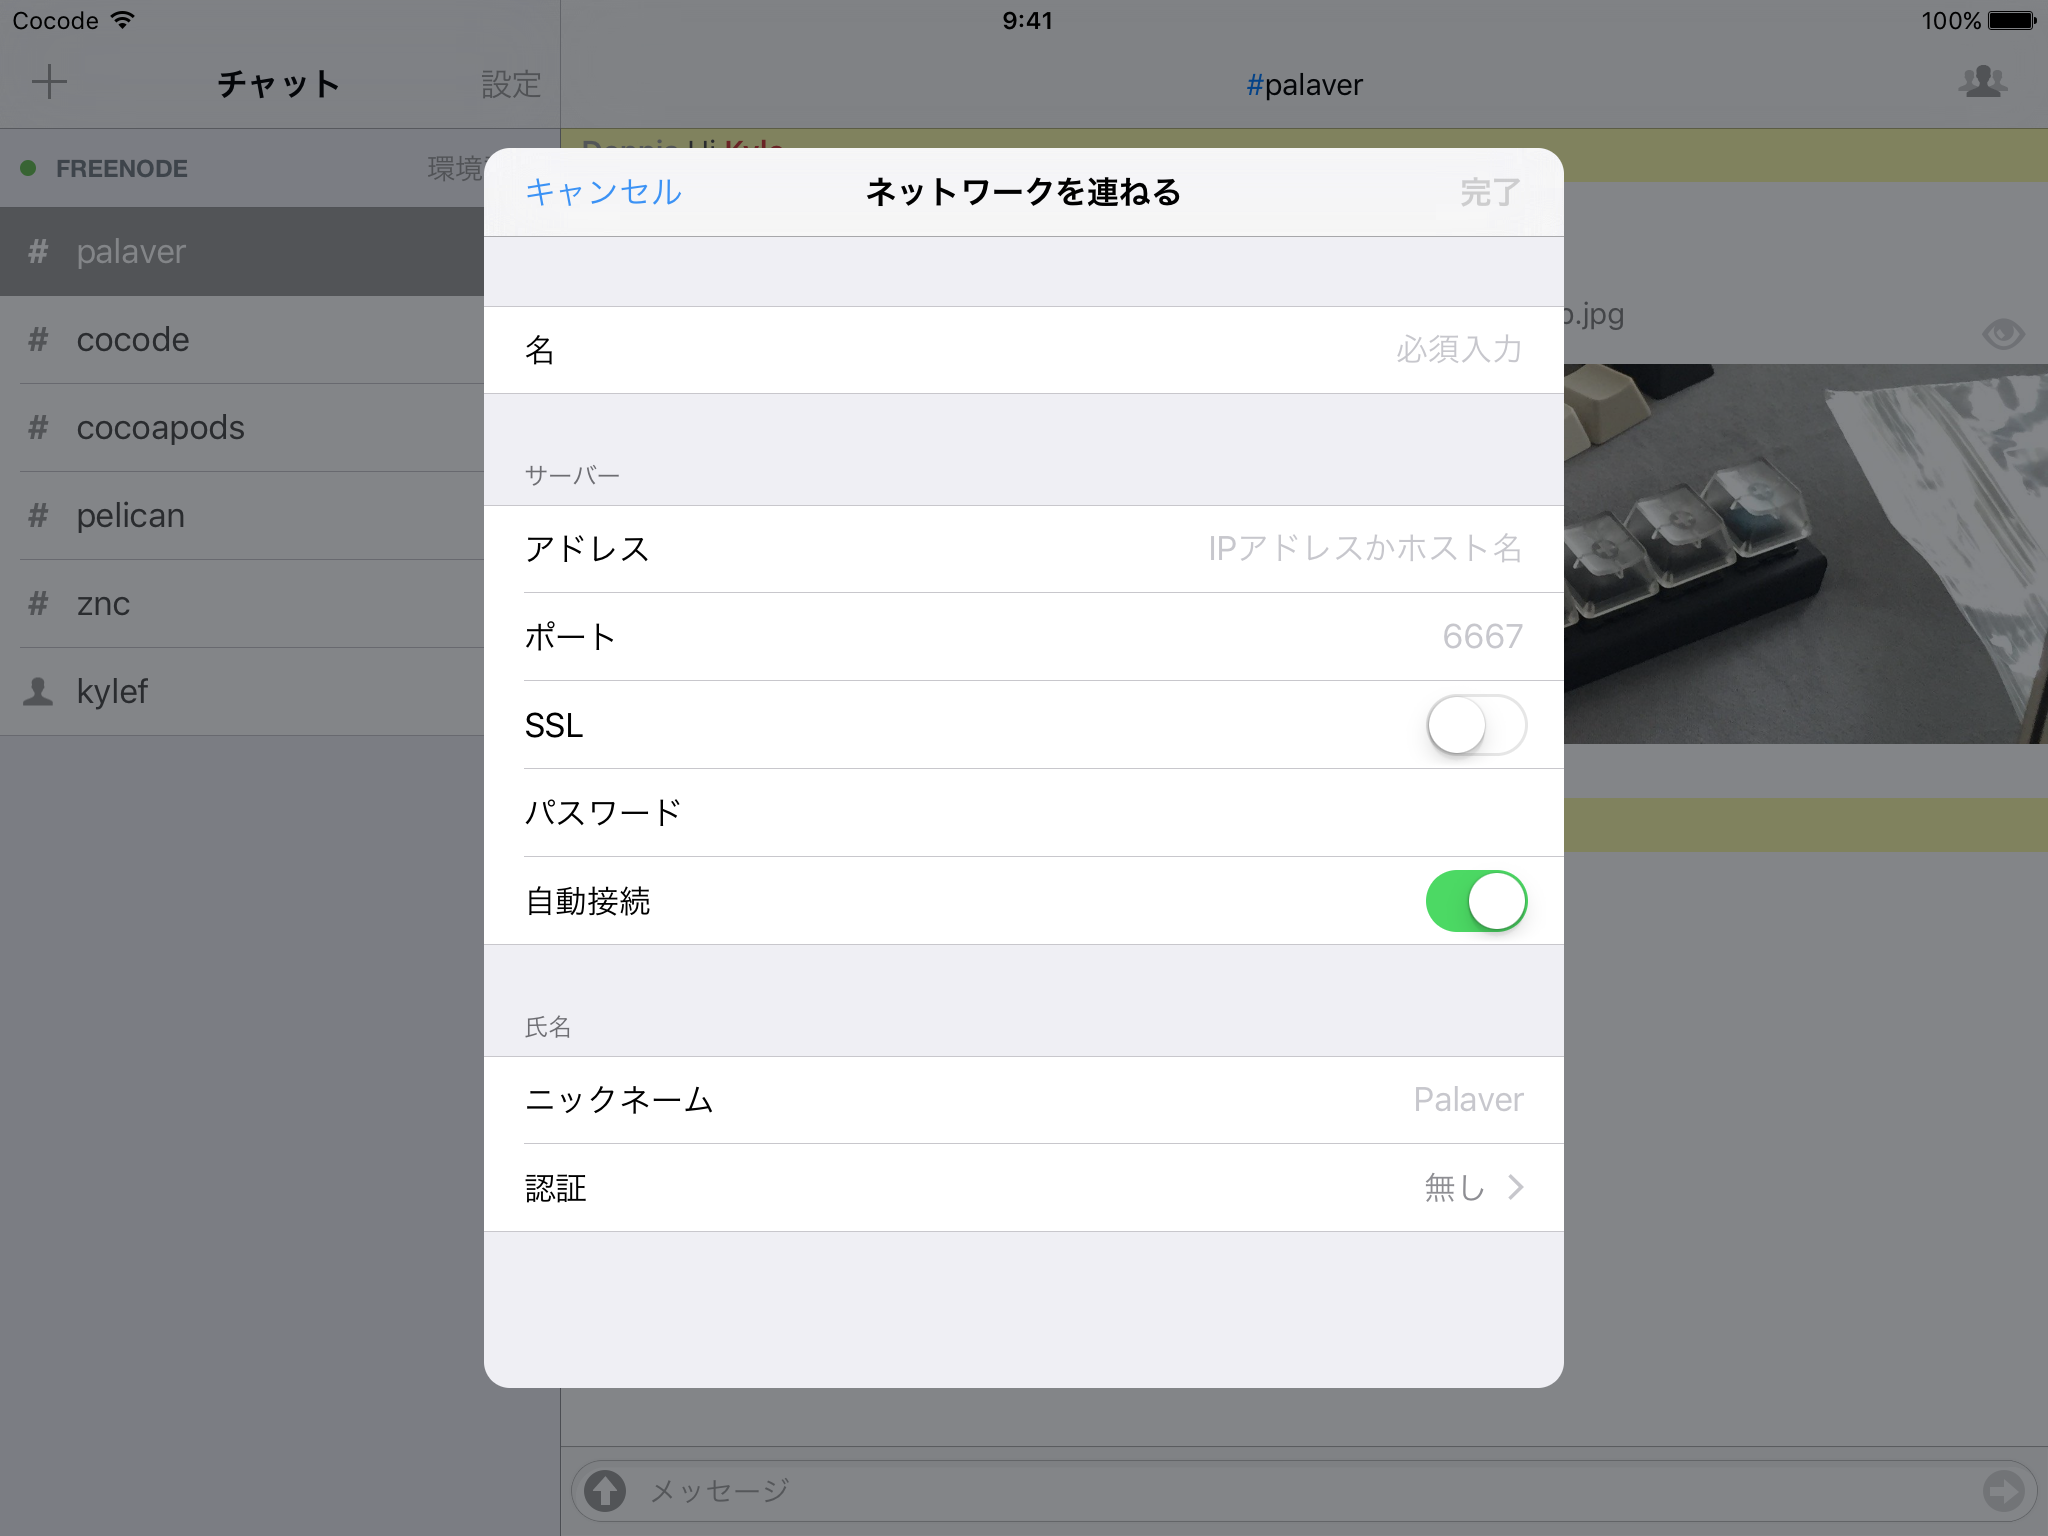 Cocode
9:41
100%
チャット
設定
#palaver
FREENODE
環境
# palaver
# cocode
# cocoapods
# pelican
# znc
kylef
Dennis Hi Kyle
.jpg
キャンセル
ネットワークを連ねる
完了
名
必須入力
サーバー
アドレス
IPアドレスかホスト名
ポート
6667
SSL
パスワード
自動接続
氏名
ニックネーム
Palaver
認証
無し
メッセージ